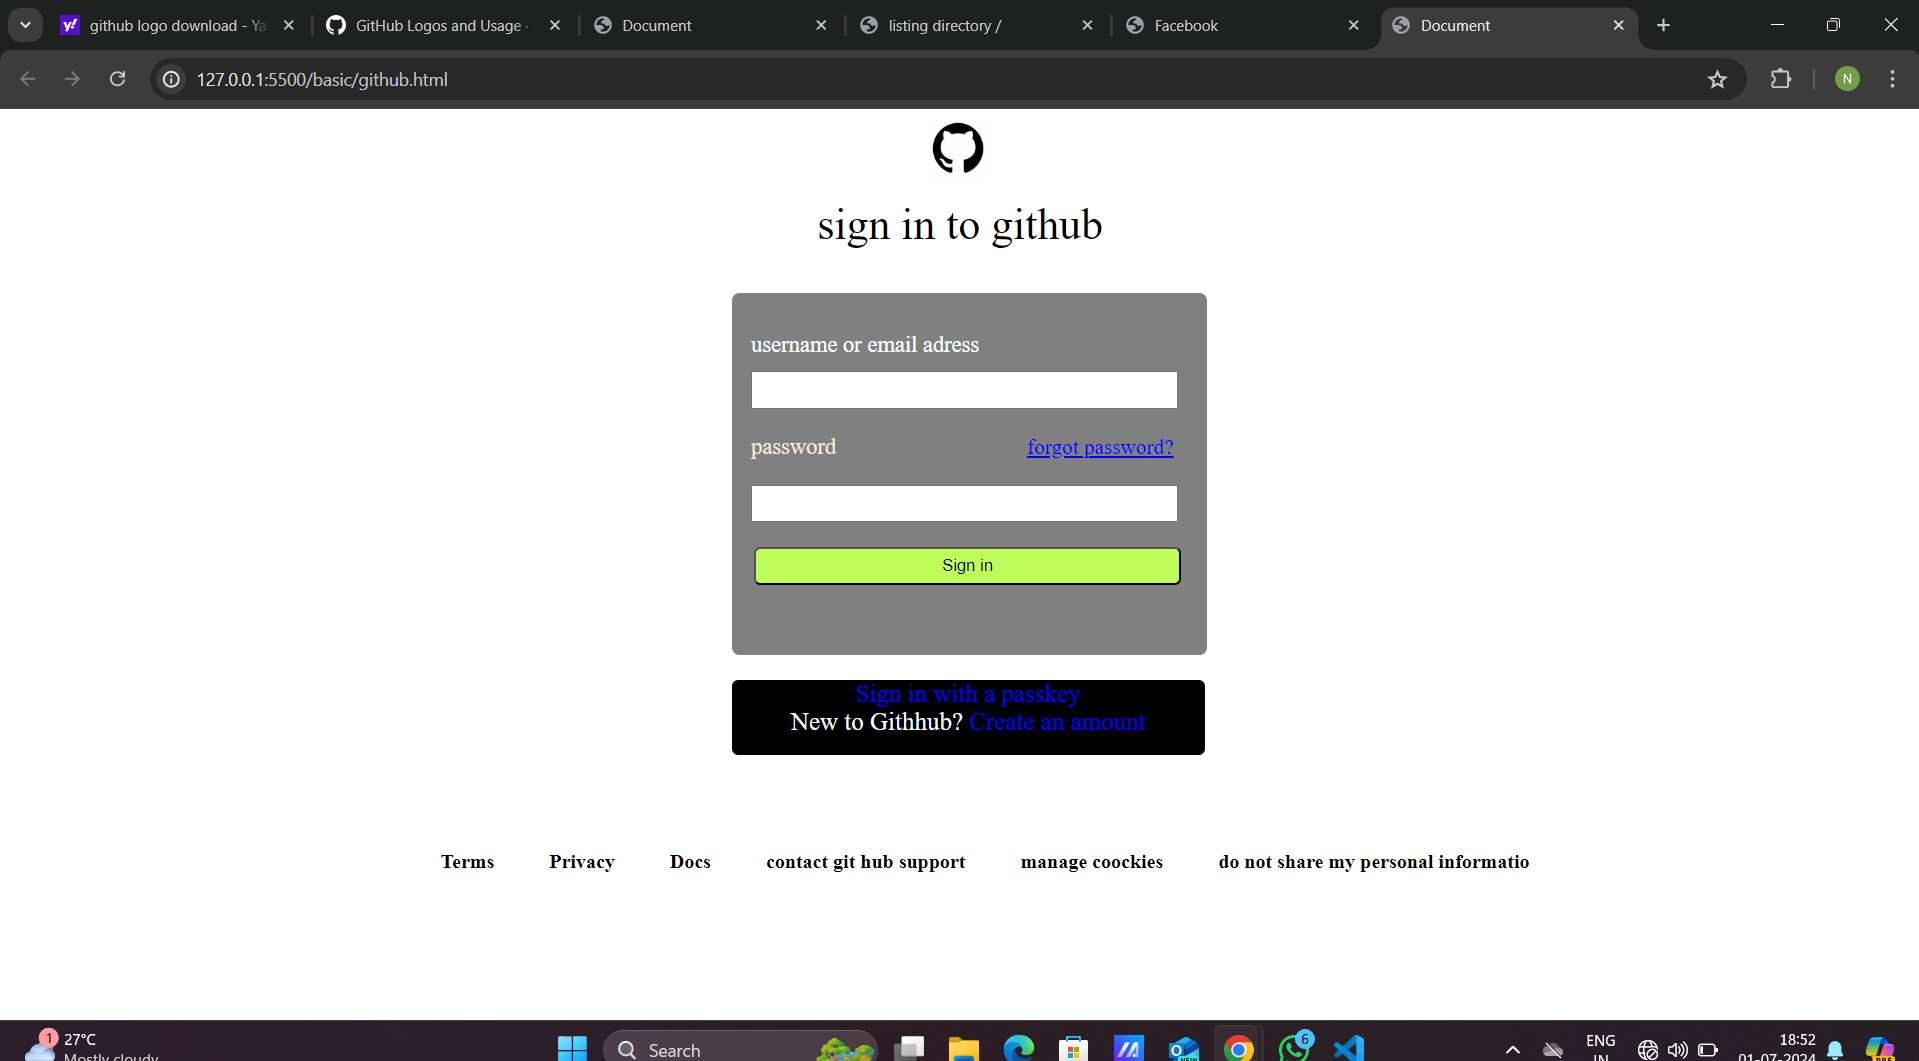 github logo download - Ya
GitHub Logos and Usage ·
Document
listing directory /
Facebook
Document
127.0.0.1:5500/basic/github.html
N
sign in to github
username or email adress
password
forgot password?
Sign in
Sign in with a passkey
New to Githhub? Create an amount
Terms
Privacy
Docs
contact git hub support
manage coockies
do not share my personal informatio
1
27°C
Mostly cloudy
Search
NEW
6
ENG
IN
18:52
01-07-2024
PRE